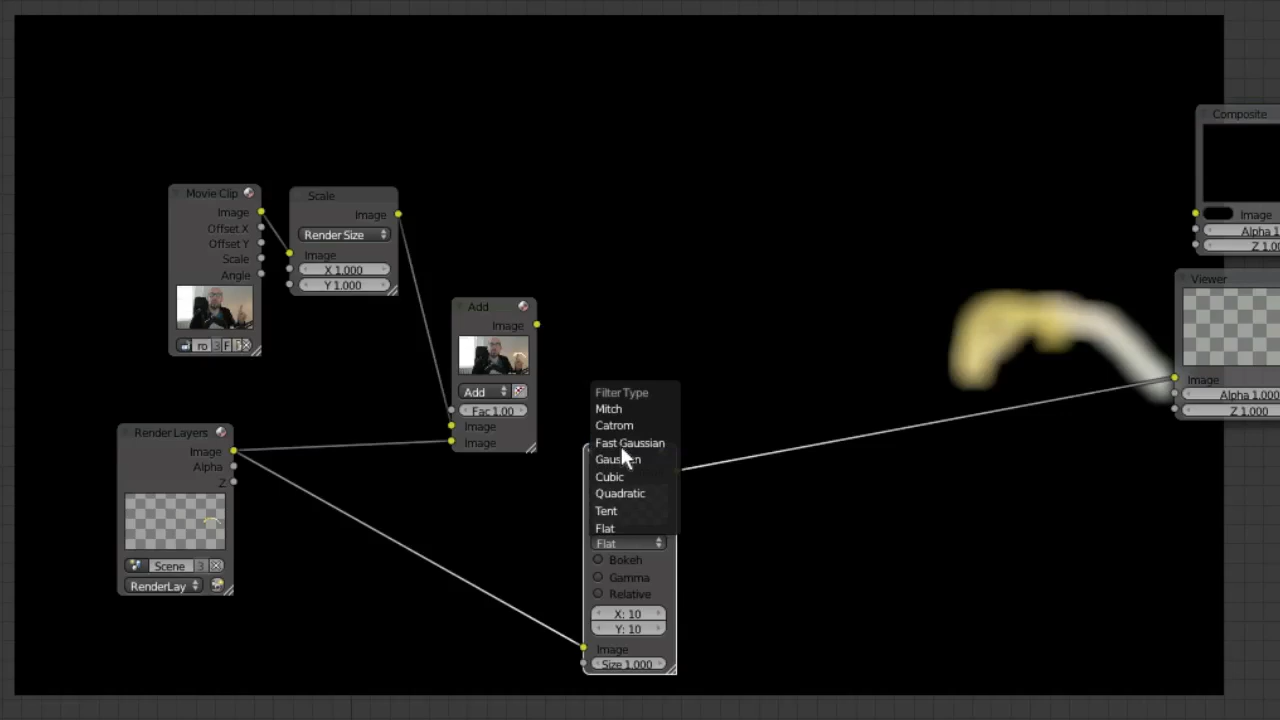 Composite
Image
Alpha 1
Z 1.00
Movie Clip
Image
Offset X
Offset Y
Scale
Angle
ro 3 F
Scale
Image
Render Size
Image
X 1.000
Y 1.000
Viewer
Image
Alpha 1.000
Z 1.000
Add
Image
Add
Fac 1.00
Image
Image
Render Layers
Image
Alpha
Z
Scene 3
RenderLay
Filter Type
Mitch
Catrom
Fast Gaussian
Cubic
Quadratic
Tent
Flat
Flat
Bokeh
Gamma
Relative
X: 10
Y: 10
Image
Size 1.000